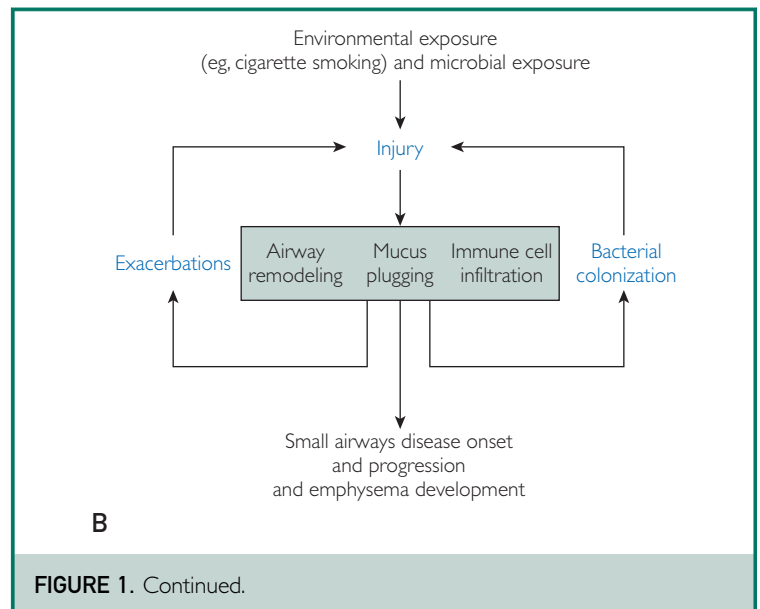 Environmental exposure
(eg, cigarette smoking) and microbial exposure
Injury
Exacerbations
Airway
remodeling
Mucus
plugging
Immune cell
infiltration
Bacterial
colonization
Small airways disease onset
and progression
and emphysema development
B
FIGURE 1. Continued.